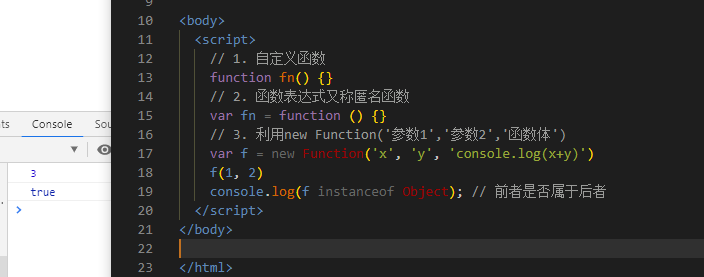 nts Console Sou
3
true
>
9
10 <body>
11 <script>
12 // 1. 自定义函数
13 function fn() {}
14 // 2. 函数表达式又称匿名函数
15 var fn = function () {}
16 // 3. 利用new Function('参数1','参数2','函数体')
17 var f = new Function('x', 'y', 'console.log(x+y)')
18 f(1, 2)
19 console.log(f instanceof Object); // 前者是否属于后者
20 </script>
21 </body>
22
23 </html>